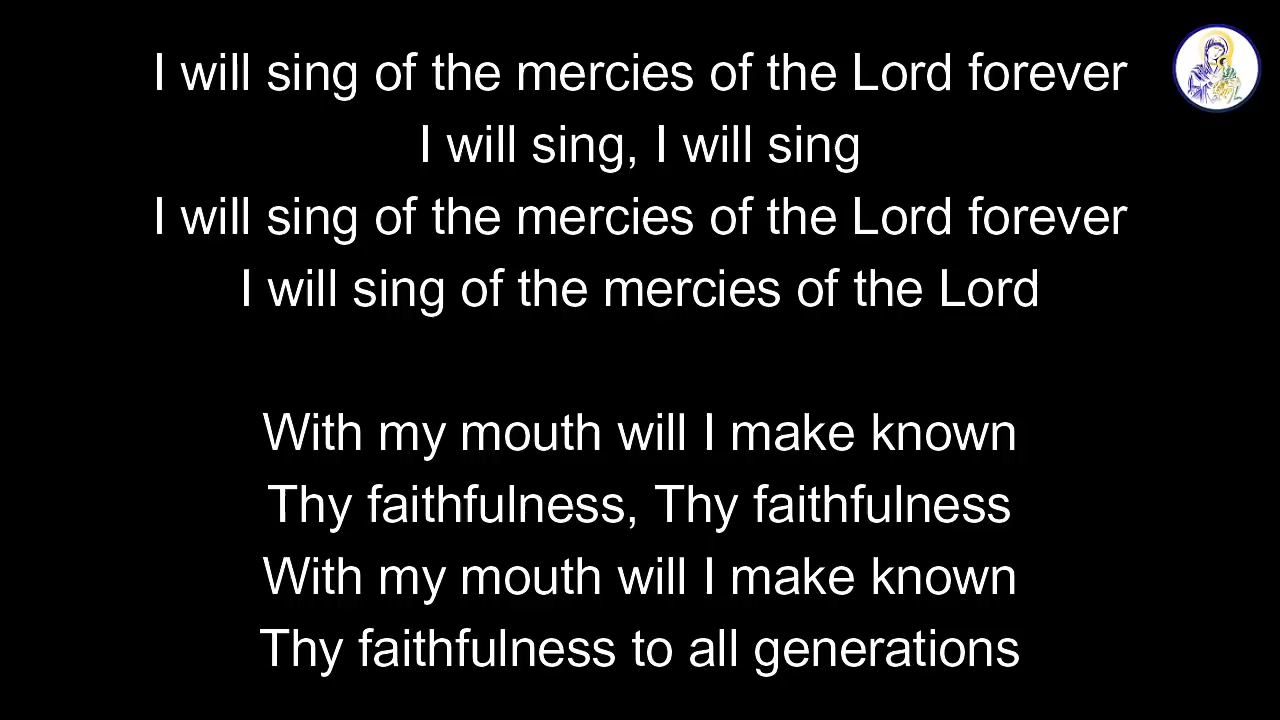 I will sing of the mercies of the Lord forever
I will sing, I will sing
I will sing of the mercies of the Lord forever
I will sing of the mercies of the Lord
With my mouth will I make known
Thy faithfulness, Thy faithfulness
With my mouth will I make known
Thy faithfulness to all generations